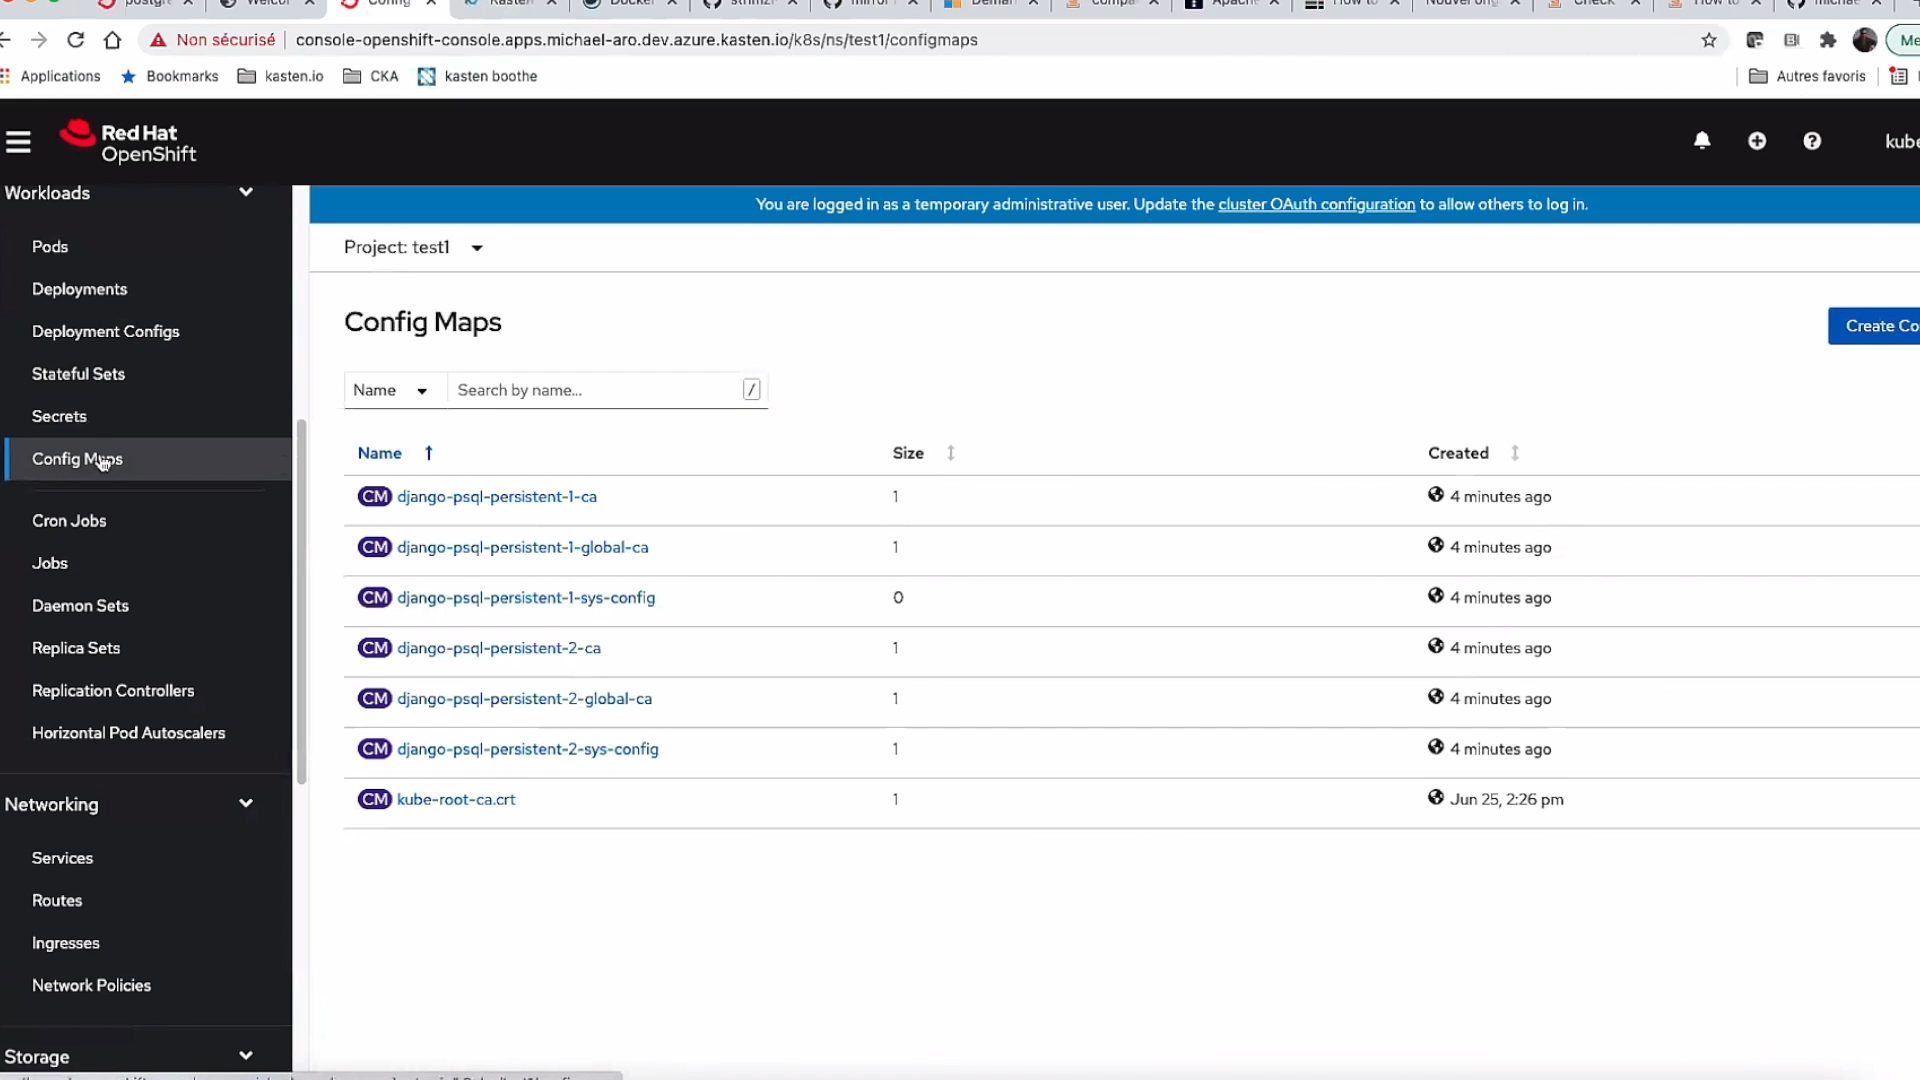 Non sécurisé console-openshift-console.apps.michael-aro.dev.azure.kasten.io/k8s/ns/test1/configmaps Me
Applications Bookmarks kasten.io CKA kasten boothe Autres favoris
Red Hat
OpenShift
kube
Workloads
Pods
Deployments
Deployment Configs
Stateful Sets
Secrets
Config Maps
Cron Jobs
Jobs
Daemon Sets
Replica Sets
Replication Controllers
Horizontal Pod Autoscalers
Networking
Services
Routes
Ingresses
Network Policies
Storage
You are logged in as a temporary administrative user. Update the cluster OAuth configuration to allow others to log in.
Project: test1
Config Maps
Create Co
Name Search by name... /
Name Size Created
CM django-psql-persistent-1-ca 1 4 minutes ago
CM django-psql-persistent-1-global-ca 1 4 minutes ago
CM django-psql-persistent-1-sys-config 0 4 minutes ago
CM django-psql-persistent-2-ca 1 4 minutes ago
CM django-psql-persistent-2-global-ca 1 4 minutes ago
CM django-psql-persistent-2-sys-config 1 4 minutes ago
CM kube-root-ca.crt 1 Jun 25, 2:26 pm